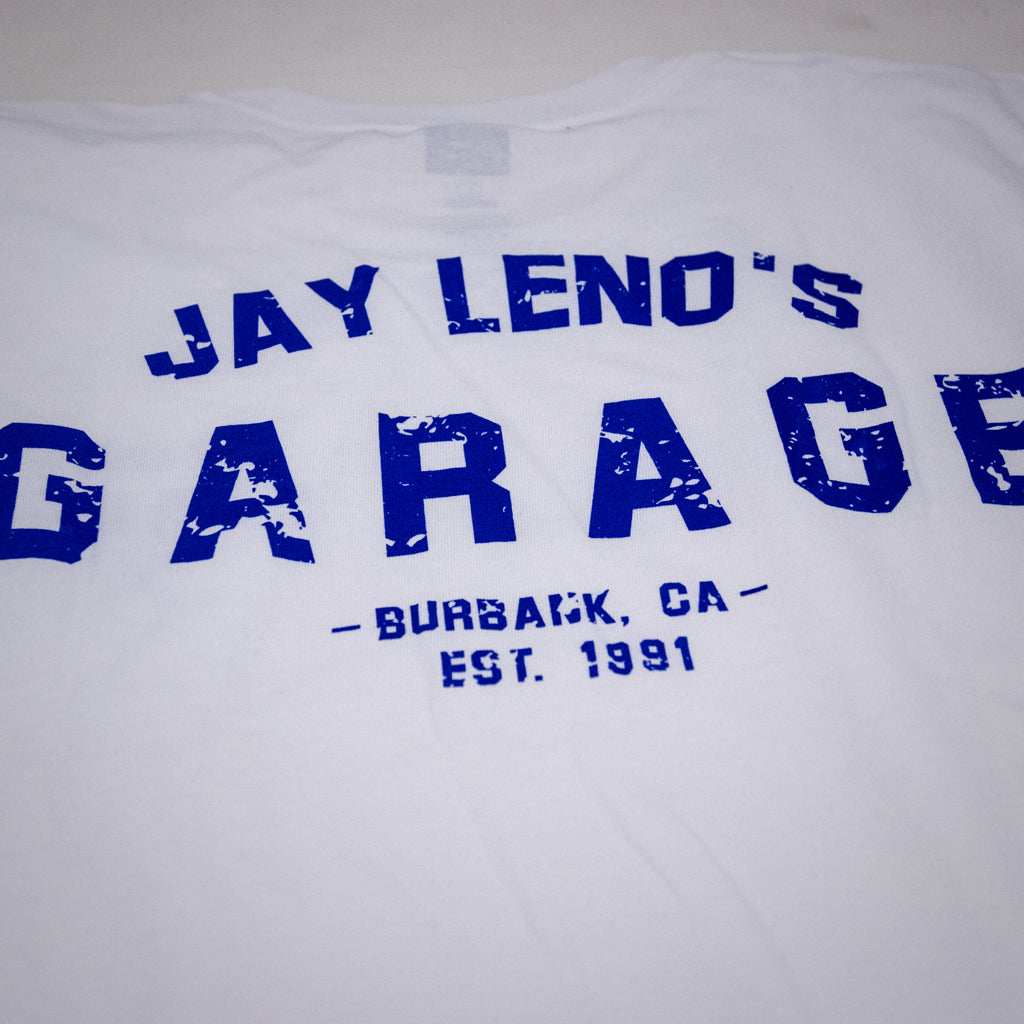 JAY LENO'S
GARAGE
- BURBANK, CA -
EST. 1991